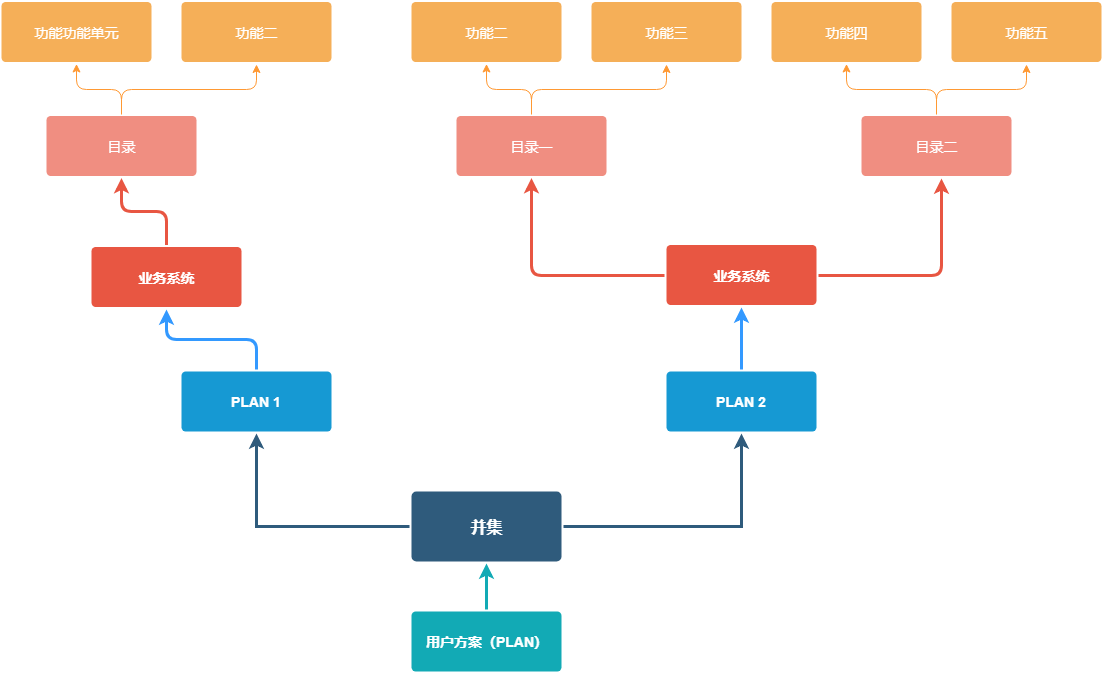 功能功能单元
功能二
功能二
功能三
功能四
功能五
目录
目录一
目录二
业务系统
业务系统
PLAN 1
PLAN 2
并集
用户方案（PLAN）